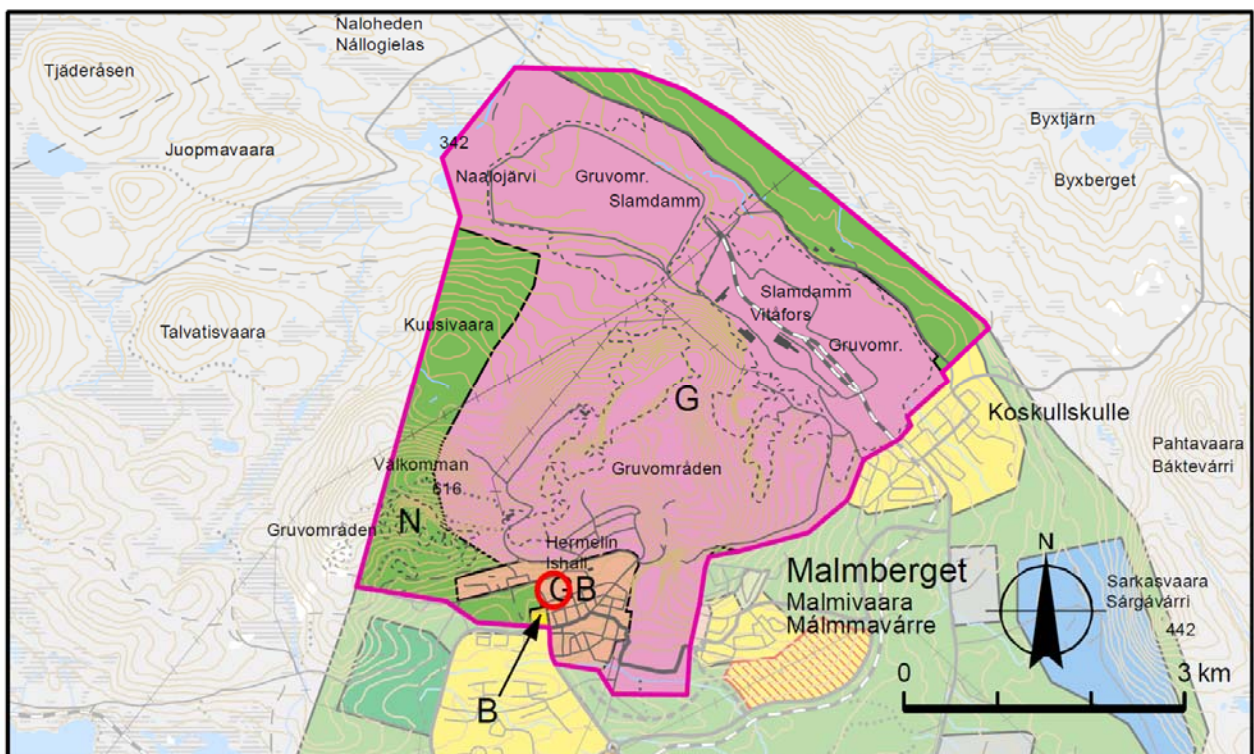 Naloheden
Nállogielas
Tjäderåsen
Byxtjärn
342
Juopmavaara
Naalojärvi
Gruvomr.
Slamdamm
Byxberget
Slamdamm
Vitåfors
Talvatisvaara
Kuusivaara
Gruvomr.
G
Koskullskulle
Pahtavaara
Báktevárri
Välkomman
616
Gruvområden
N
Gruvområden
Hermelin
Ishall
GB
Malmberget
Malmivaara
Málmmavárre
N
Sarkasvaara
Sárgávárri
442
0
3 km
B